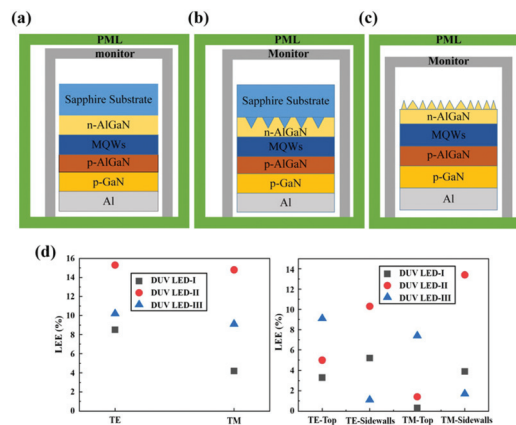 (a)
PML
monitor
Sapphire Substrate
n-AlGaN
MQWs
p-AlGaN
p-GaN
Al
(b)
PML
Monitor
Sapphire Substrate
n-AlGaN
MQWs
p-AlGaN
p-GaN
Al
(c)
PML
Monitor
n-AlGaN
MQWs
p-AlGaN
p-GaN
Al
(d)
LEE (%)
16
14
12
10
8
6
4
2
0
DUV LED-I
DUV LED-II
DUV LED-III
TE
TM
LEE (%)
14
12
10
8
6
4
2
0
DUV LED-I
DUV LED-II
DUV LED-III
TE-Top
TE-Sidewalls
TM-Top
TM-Sidewalls